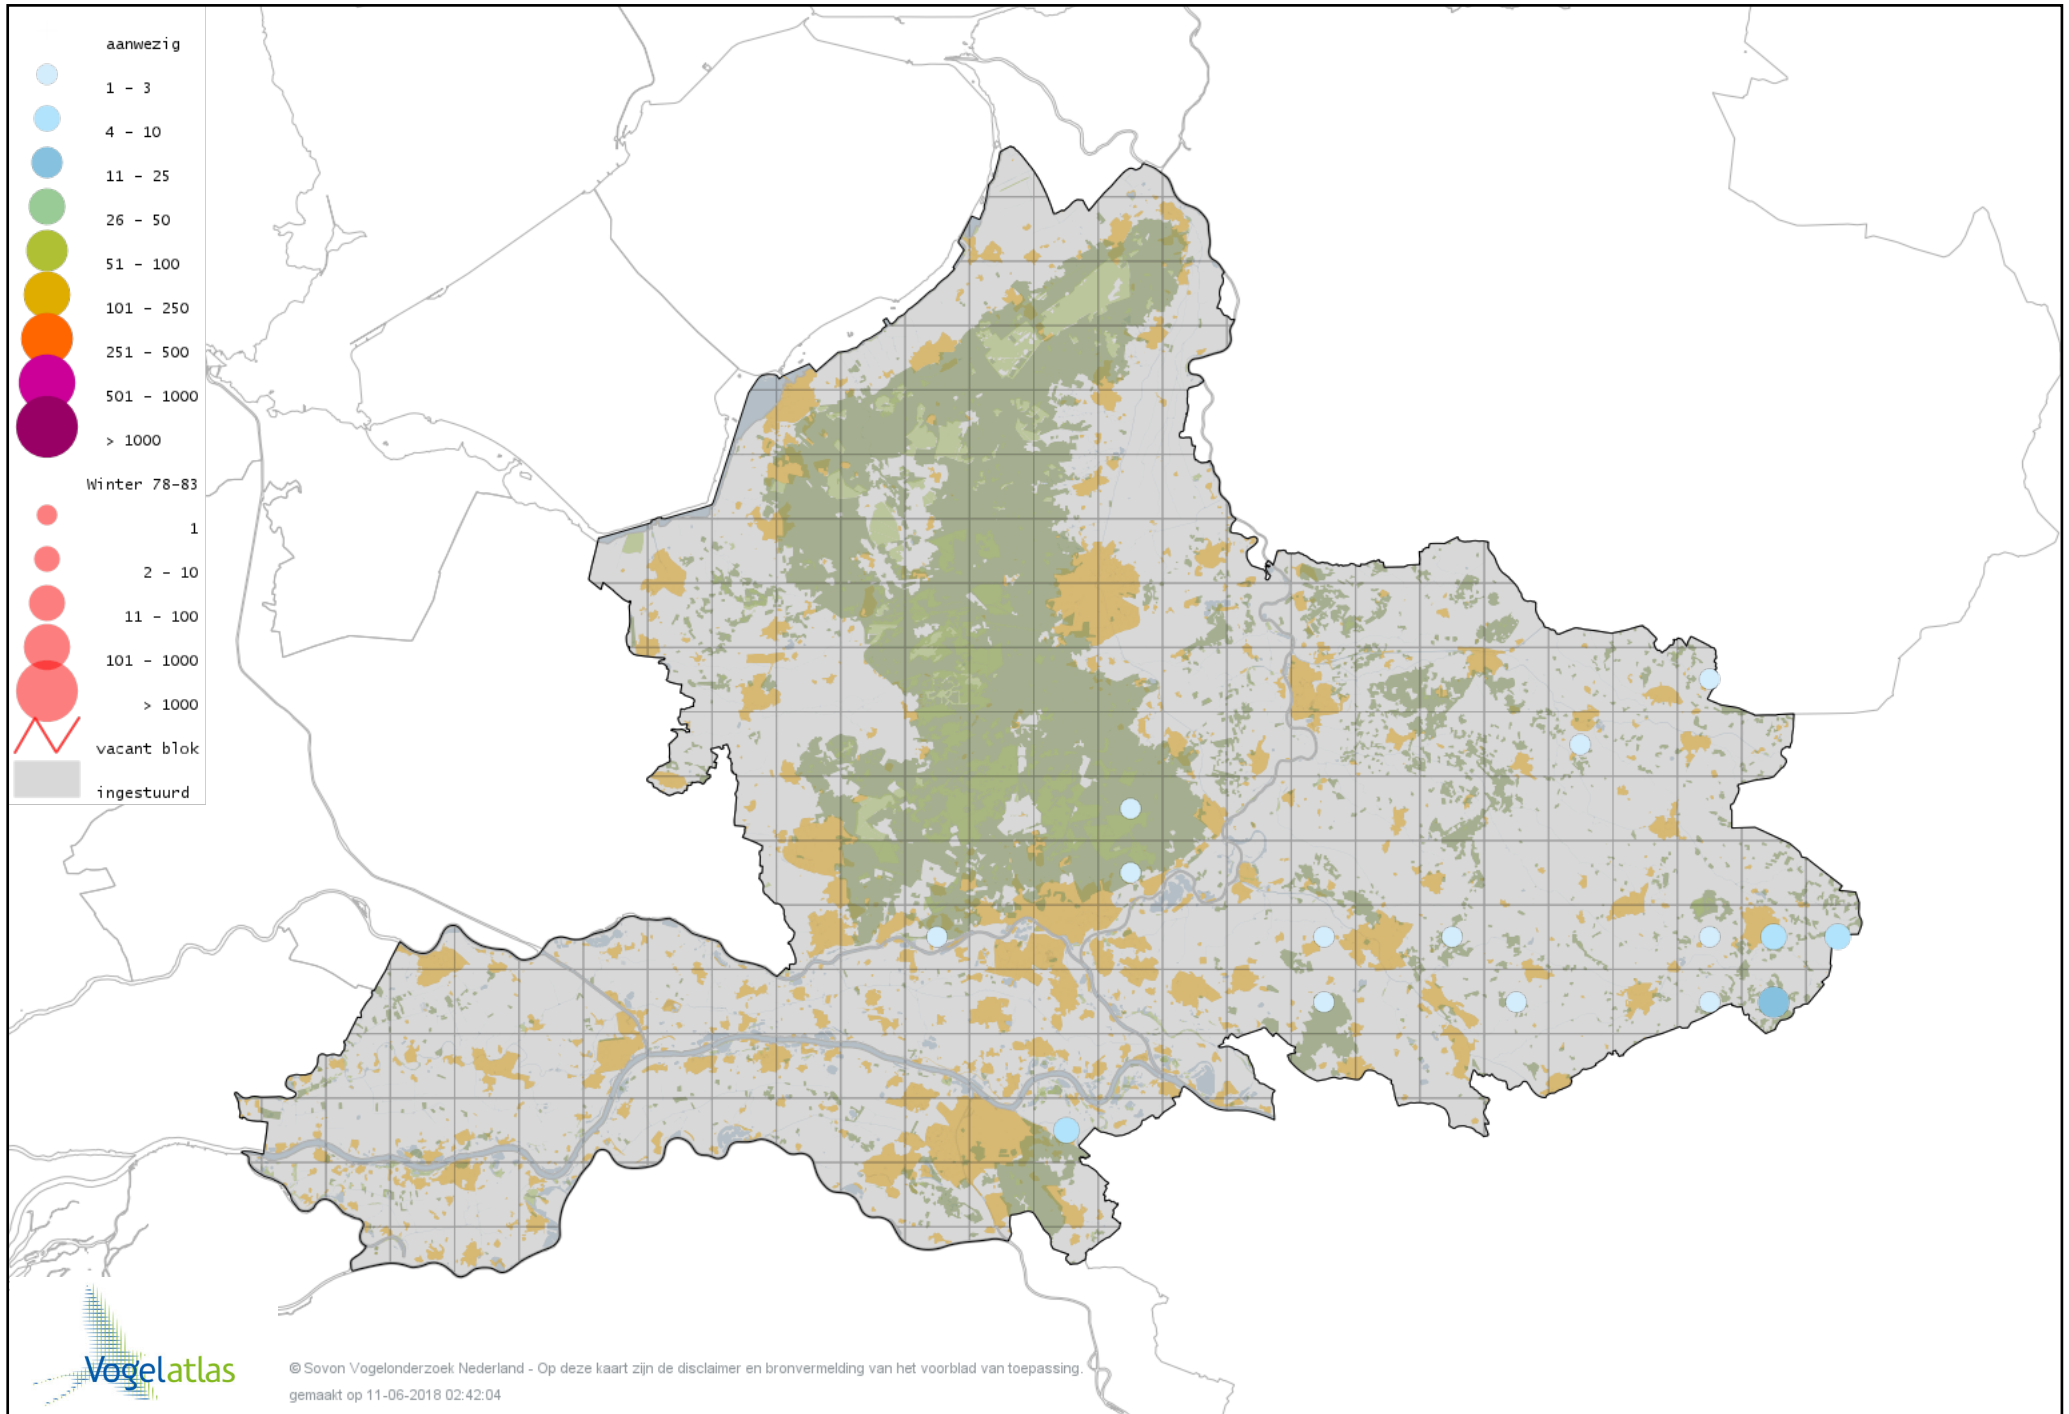 aanwezig
1 - 3
4 - 10
11 - 25
26 - 50
51 - 100
101 - 250
251 - 500
501 - 1000
> 1000
Winter 78-83
1
2 - 10
11 - 100
101 - 1000
> 1000
vacant blok
ingestuurd
Vogelatlas
© Sovon Vogelonderzoek Nederland - Op deze kaart zijn de disclaimer en bronvermelding van het voorblad van toepassing.
gemaakt op 11-06-2018 02:42:04